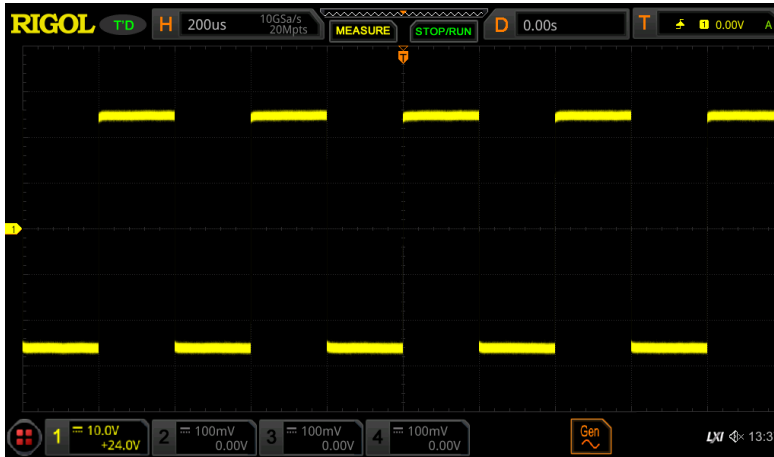 RIGOL T'D H 200us 10GSa/s 20Mpts MEASURE STOP/RUN D 0.00s T 1 0.00V A
T
1
1 10.0V +24.0V 2 100mV 0.00V 3 100mV 0.00V 4 100mV 0.00V Gen LXI 13:3